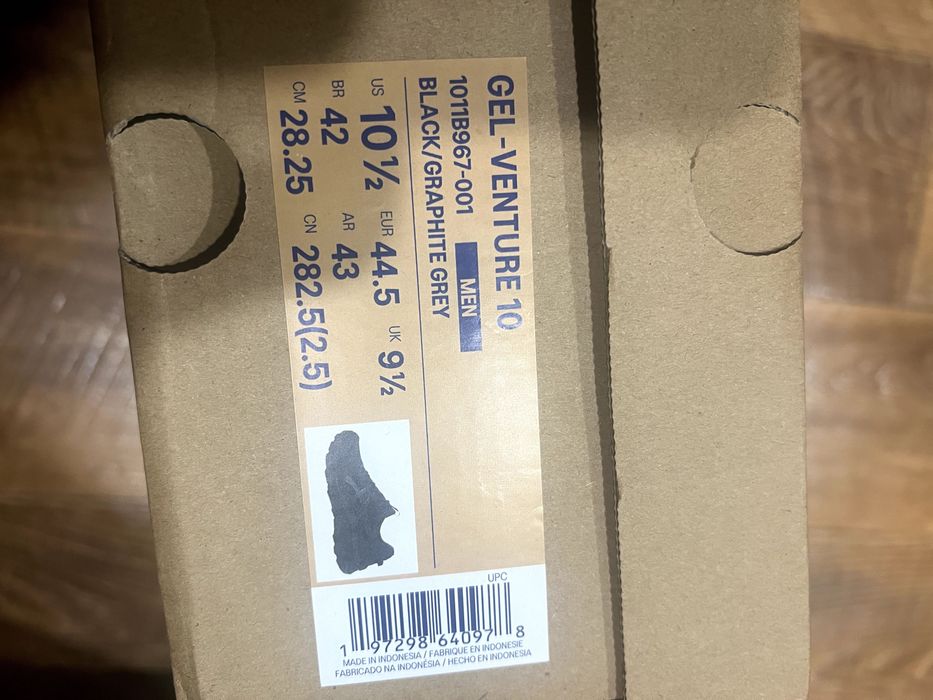 GEL-VENTURE 10
1011B967-001 MEN
BLACK/GRAPHITE GREY
US 10½ EUR 44.5 UK 9½
BR 42 AR 43
CM 28.25 CN 282.5(2.5)
UPC
1 97298 64097 8
MADE IN INDONESIA / FABRIQUE EN INDONESIE
FABRICADO NA INDONÉSIA / HECHO EN INDONESIA